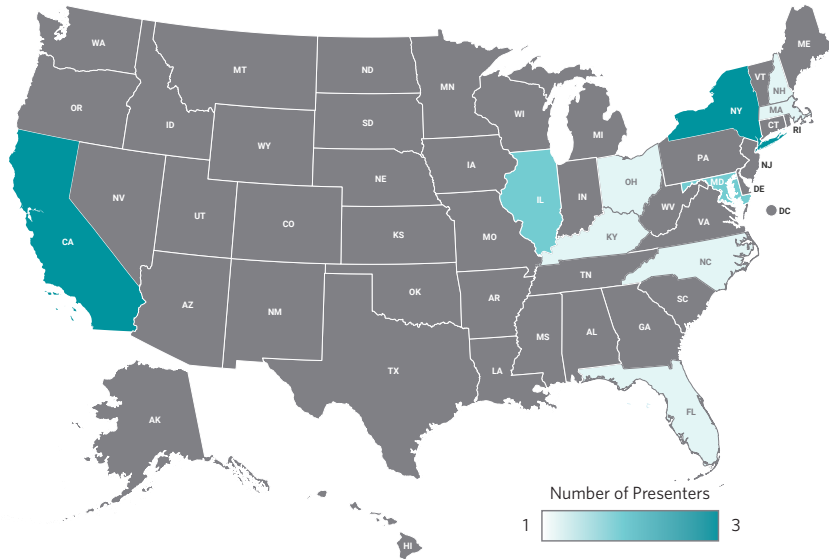 WA
MT
ND
MN
ME
VT
NH
OR
ID
SD
WI
MI
NY
MA
CT
RI
WY
IA
PA
NJ
NE
NV
UT
CO
IL
IN
OH
MD
DE
DC
WV
VA
CA
KS
MO
KY
AZ
NM
OK
AR
TN
NC
SC
MS
AL
GA
TX
LA
FL
AK
HI
Number of Presenters
1
3